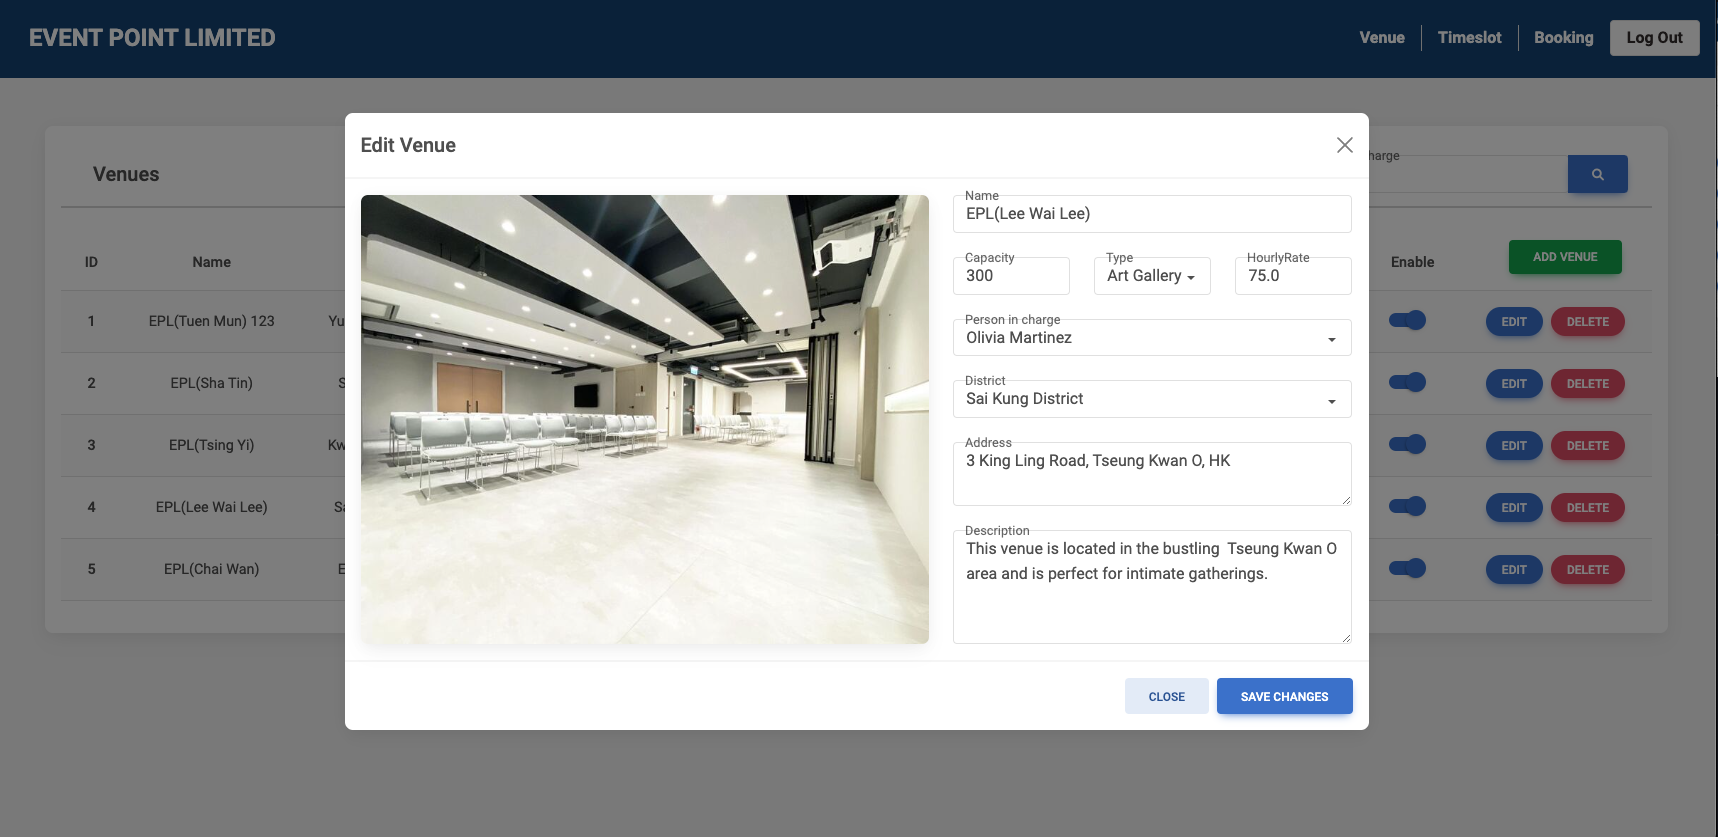 EVENT POINT LIMITED
Venue
Timeslot
Booking
Log Out
Venues
harge
ID
Name
Enable
ADD VENUE
1 EPL(Tuen Mun) 123 Yu EDIT DELETE
2 EPL(Sha Tin) S EDIT DELETE
3 EPL(Tsing Yi) Kw EDIT DELETE
4 EPL(Lee Wai Lee) Sa EDIT DELETE
5 EPL(Chai Wan) E EDIT DELETE
Edit Venue
Name
EPL(Lee Wai Lee)
Capacity
300
Type
Art Gallery
HourlyRate
75.0
Person in charge
Olivia Martinez
District
Sai Kung District
Address
3 King Ling Road, Tseung Kwan O, HK
Description
This venue is located in the bustling  Tseung Kwan O
area and is perfect for intimate gatherings.
CLOSE
SAVE CHANGES